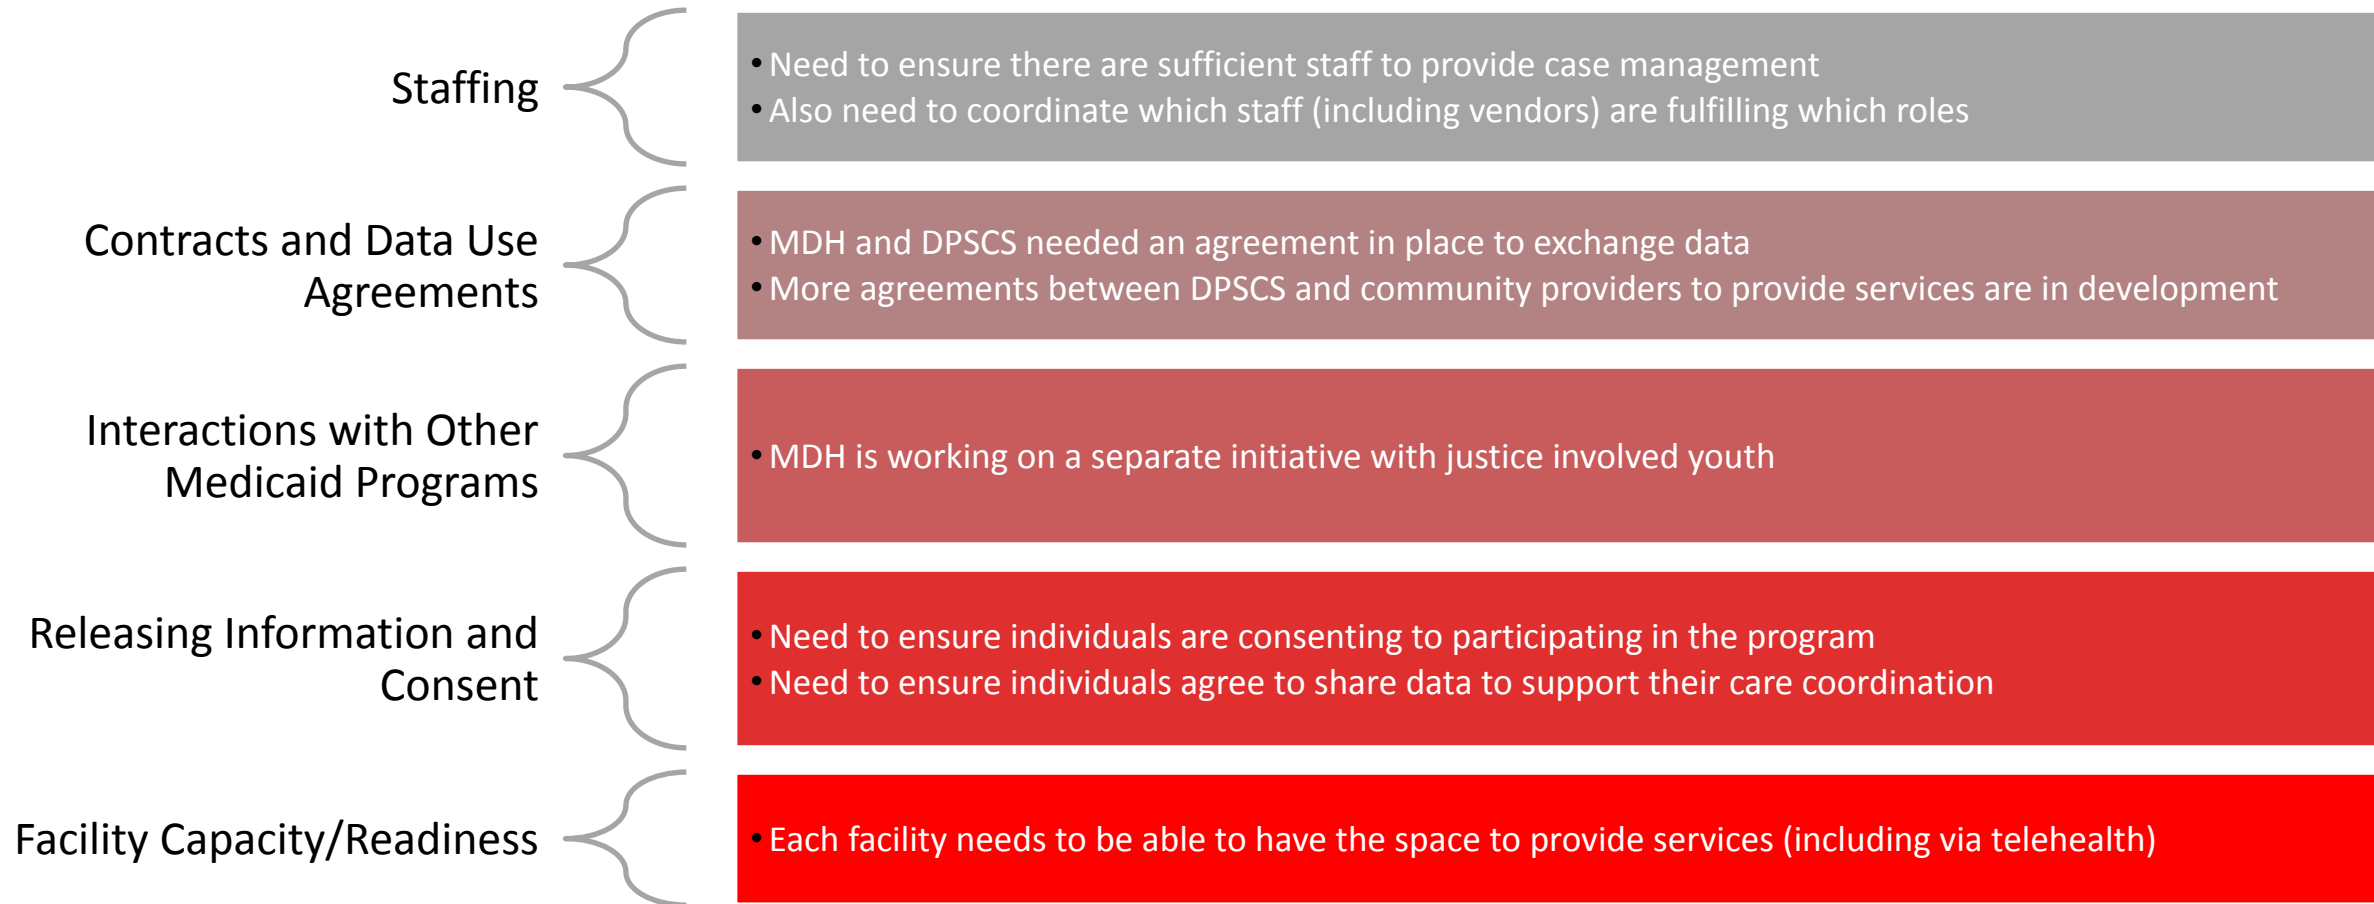 Staffing
• Need to ensure there are sufficient staff to provide case management
• Also need to coordinate which staff (including vendors) are fulfilling which roles
Contracts and Data Use
Agreements
• MDH and DPSCS needed an agreement in place to exchange data
• More agreements between DPSCS and community providers to provide services are in development
Interactions with Other
Medicaid Programs
• MDH is working on a separate initiative with justice involved youth
Releasing Information and
Consent
• Need to ensure individuals are consenting to participating in the program
• Need to ensure individuals agree to share data to support their care coordination
Facility Capacity/Readiness
• Each facility needs to be able to have the space to provide services (including via telehealth)